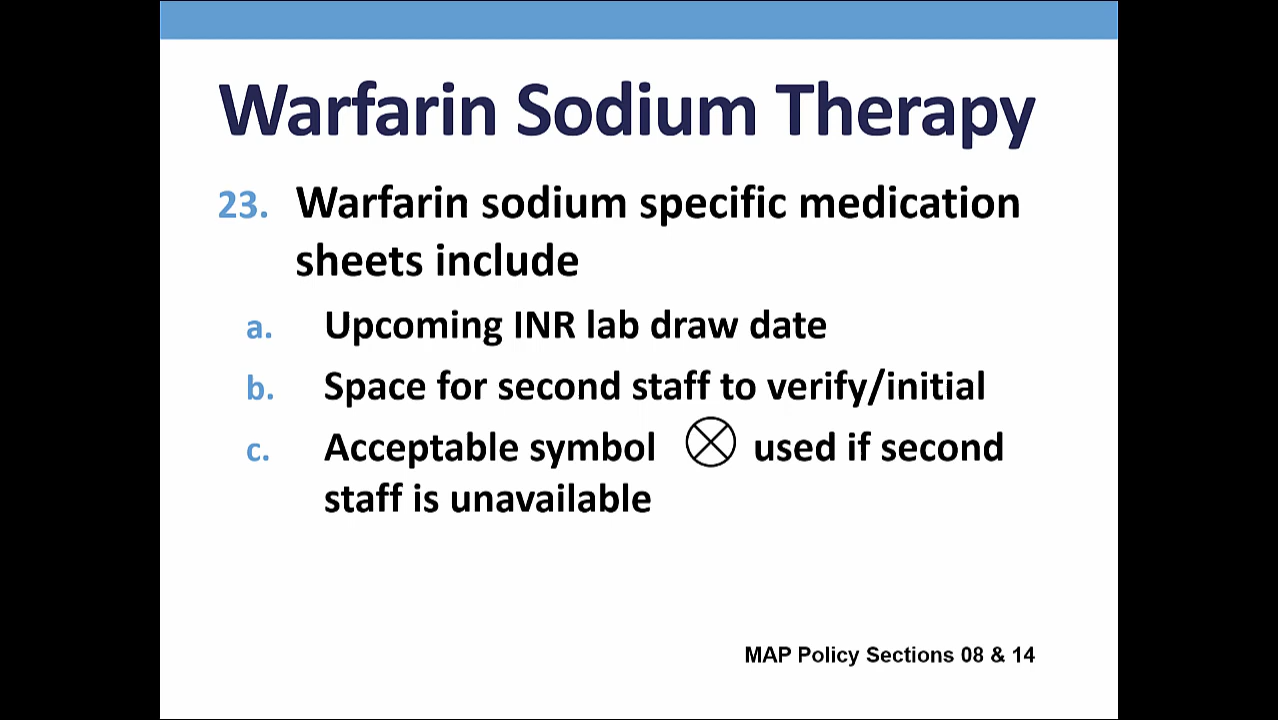 Warfarin Sodium Therapy
23. Warfarin sodium specific medication
sheets include
a. Upcoming INR lab draw date
b. Space for second staff to verify/initial
c. Acceptable symbol ⊗ used if second
staff is unavailable
MAP Policy Sections 08 & 14